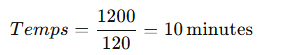 Temps = 1200/120 = 10 minutes